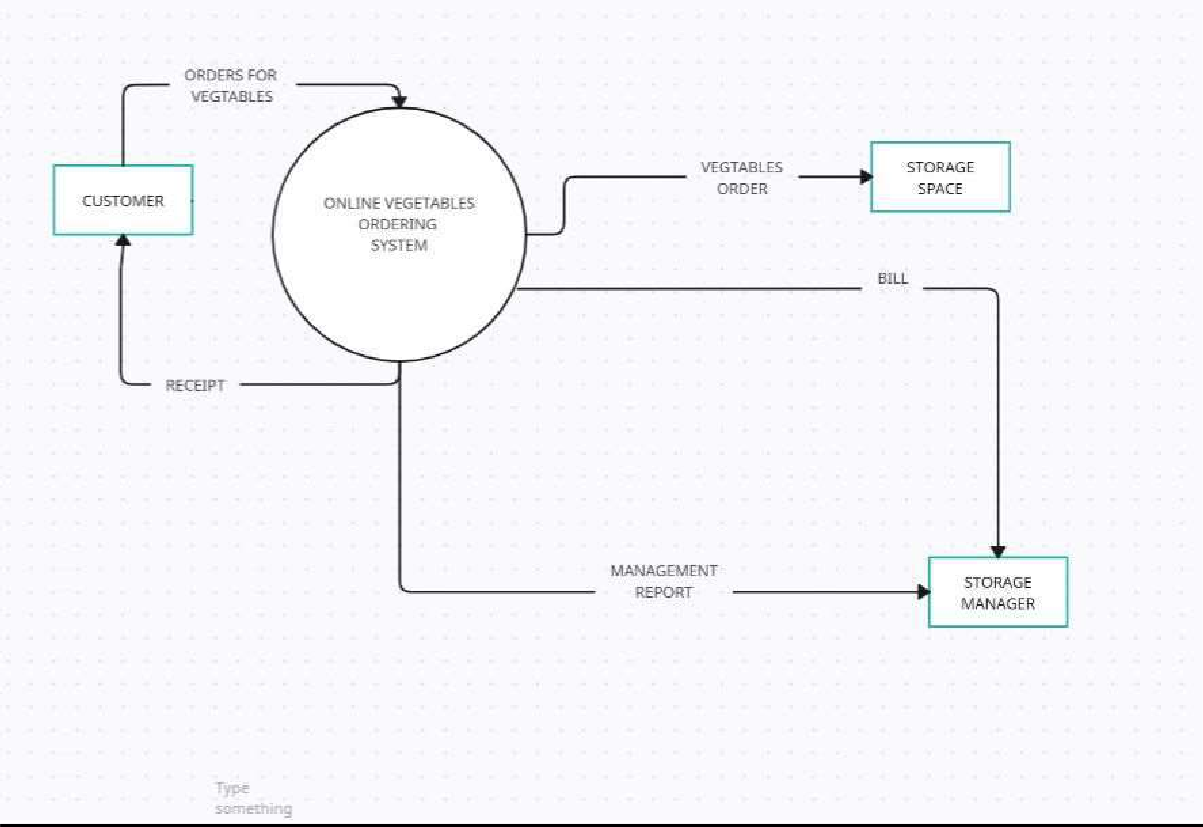 ORDERS FOR
VEGTABLES
CUSTOMER
ONLINE VEGETABLES
ORDERING
SYSTEM
VEGTABLES
ORDER
STORAGE
SPACE
BILL
RECEIPT
MANAGEMENT
REPORT
STORAGE
MANAGER
Type
something